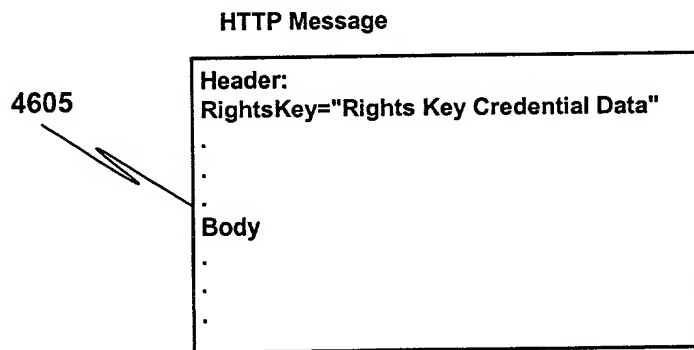 HTTP Message
4605
Header:
RightsKey="Rights Key Credential Data"
.
.
.
Body
.
.
.